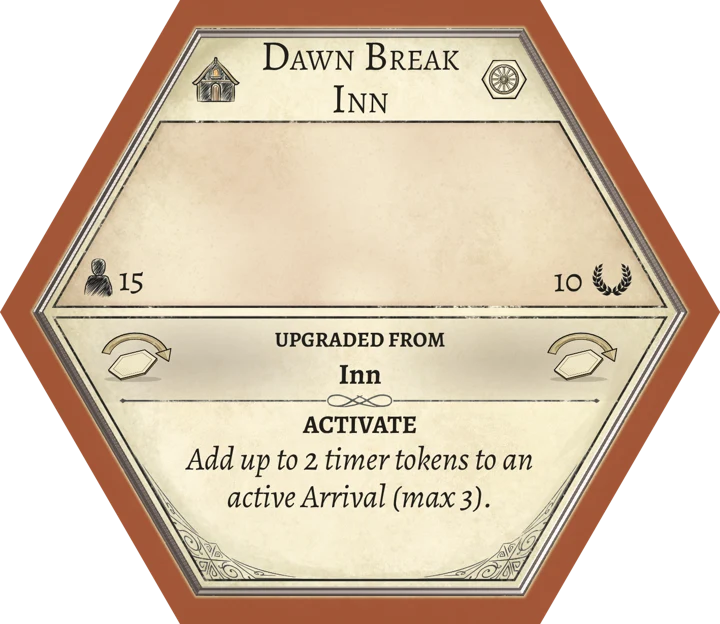 Dawn Break
Inn
15
10
UPGRADED FROM
Inn
ACTIVATE
Add up to 2 timer tokens to an
active Arrival (max 3).